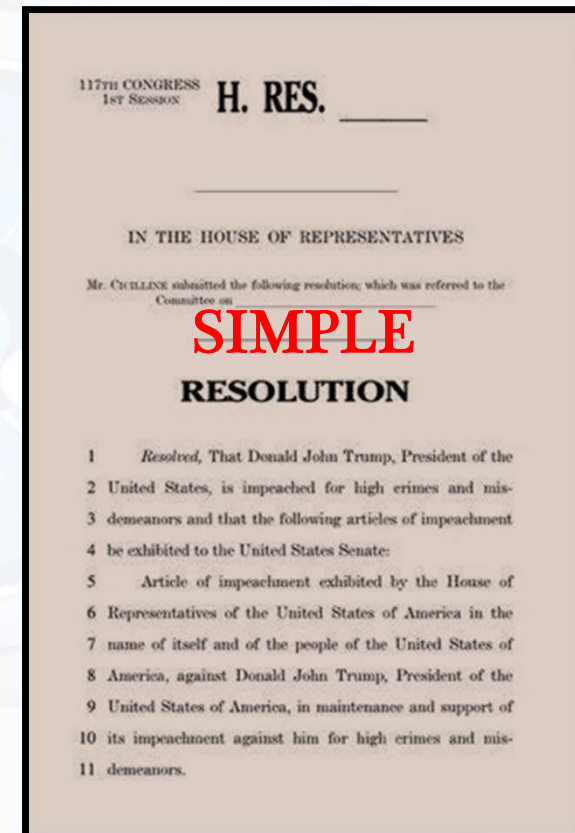 117TH CONGRESS
1ST SESSION
H. RES. ____
IN THE HOUSE OF REPRESENTATIVES
Mr. CICILLINE submitted the following resolution; which was referred to the
Committee on ____
SIMPLE
RESOLUTION
1 Resolved, That Donald John Trump, President of the
2 United States, is impeached for high crimes and mis-
3 demeanors and that the following articles of impeachment
4 be exhibited to the United States Senate:
5 Article of impeachment exhibited by the House of
6 Representatives of the United States of America in the
7 name of itself and of the people of the United States of
8 America, against Donald John Trump, President of the
9 United States of America, in maintenance and support of
10 its impeachment against him for high crimes and mis-
11 demeanors.